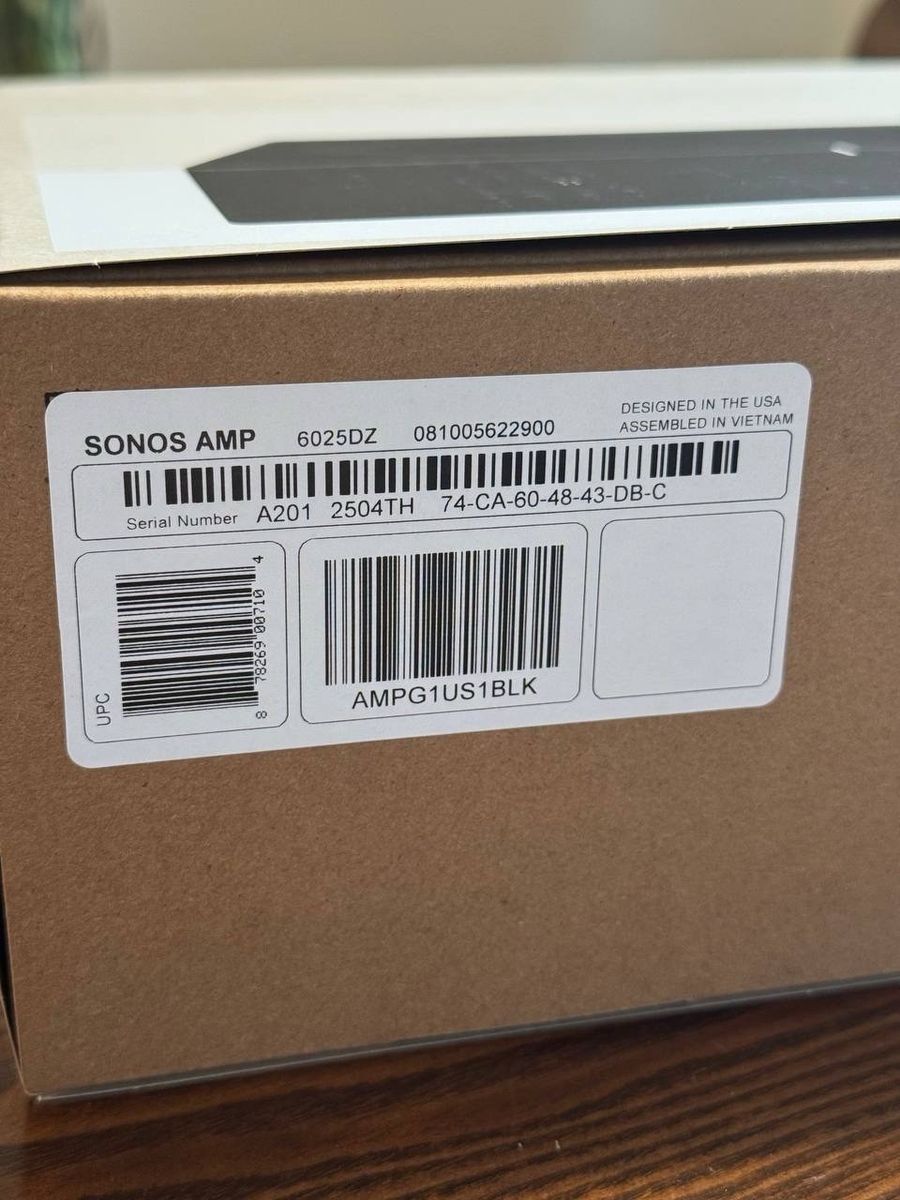 SONOS AMP 6025DZ 081005622900
DESIGNED IN THE USA
ASSEMBLED IN VIETNAM
Serial Number A201 2504TH 74-CA-60-48-43-DB-C
UPC
8 78269 00710 4
AMPG1US1BLK